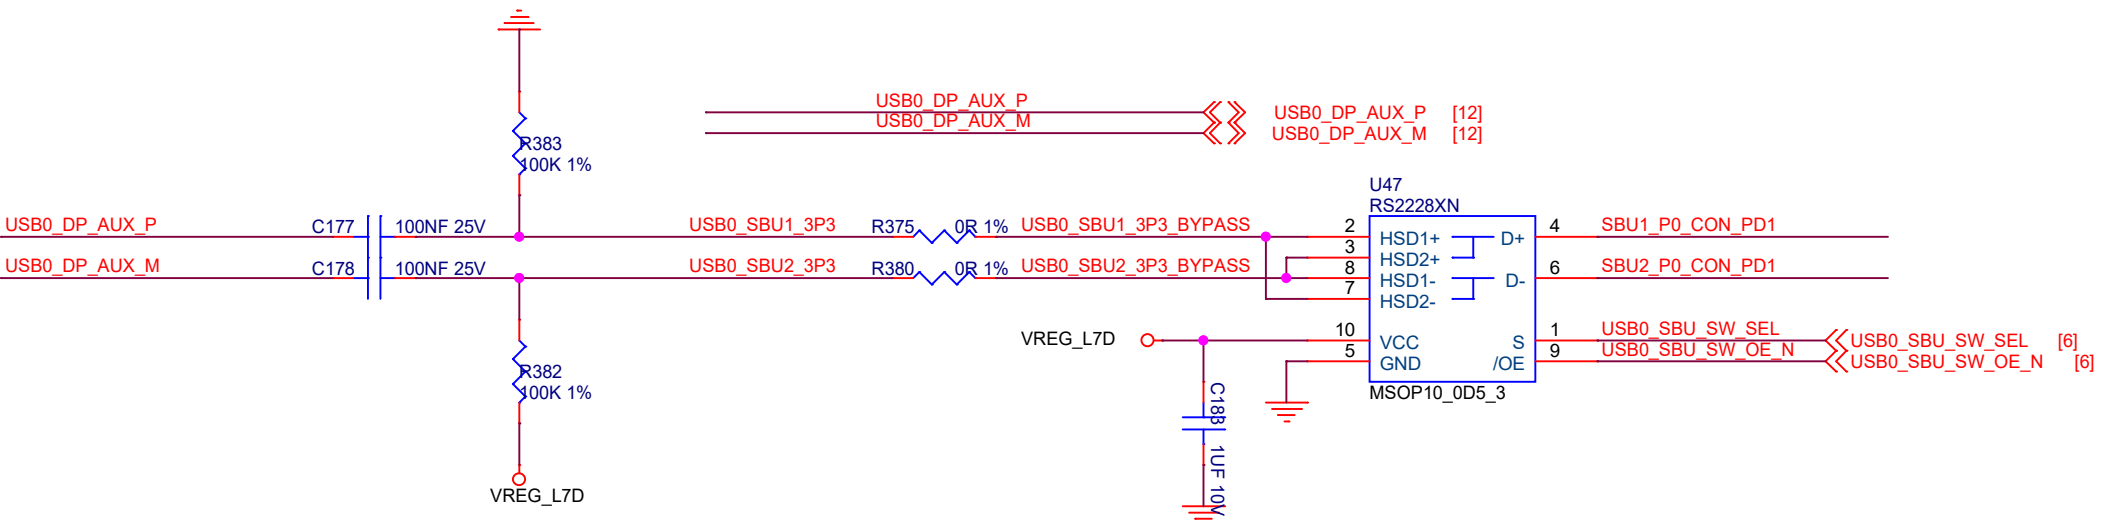 USB0_DP_AUX_P
USB0_DP_AUX_P [12]
USB0_DP_AUX_M
USB0_DP_AUX_M [12]
R383
100K 1%
U47
RS2228XN
USB0_DP_AUX_P
C177
100NF 25V
USB0_SBU1_3P3
R375
0R 1%
USB0_SBU1_3P3_BYPASS
2
HSD1+
D+
4
SBU1_P0_CON_PD1
3
HSD2+
USB0_DP_AUX_M
C178
100NF 25V
USB0_SBU2_3P3
R380
0R 1%
USB0_SBU2_3P3_BYPASS
8
HSD1-
D-
6
SBU2_P0_CON_PD1
7
HSD2-
VREG_L7D
10
VCC
S
1
USB0_SBU_SW_SEL
USB0_SBU_SW_SEL [6]
5
GND
/OE
9
USB0_SBU_SW_OE_N
USB0_SBU_SW_OE_N [6]
MSOP10_0D5_3
R382
100K 1%
C183
1UF 10V
VREG_L7D